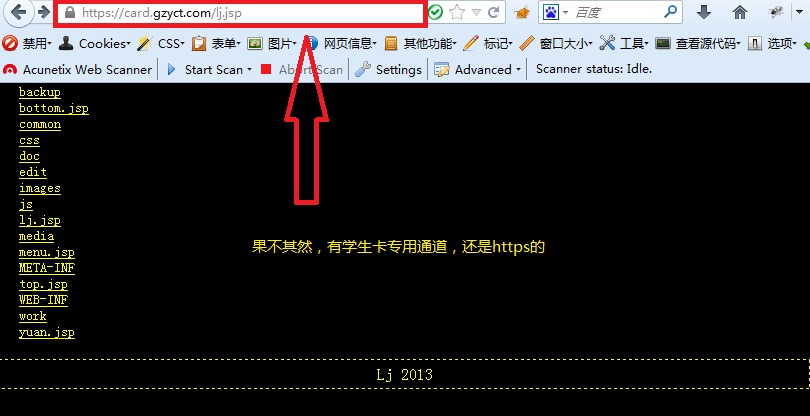 https://card.gzyct.com/lj.jsp
百度
禁用▾ Cookies▾ CSS▾ 表单▾ 图片▾ 网页信息▾ 其他功能▾ 标记▾ 窗口大小▾ 工具▾ 查看源代码▾ 选项▾
Acunetix Web Scanner Start Scan ▾ Abort Scan Settings Advanced ▾ Scanner status: Idle.
backup
bottom.jsp
common
css
doc
edit
images
js
lj.jsp
media
menu.jsp
META-INF
top.jsp
WEB-INF
work
yuan.jsp
果不其然，有学生卡专用通道，还是https的
Lj 2013